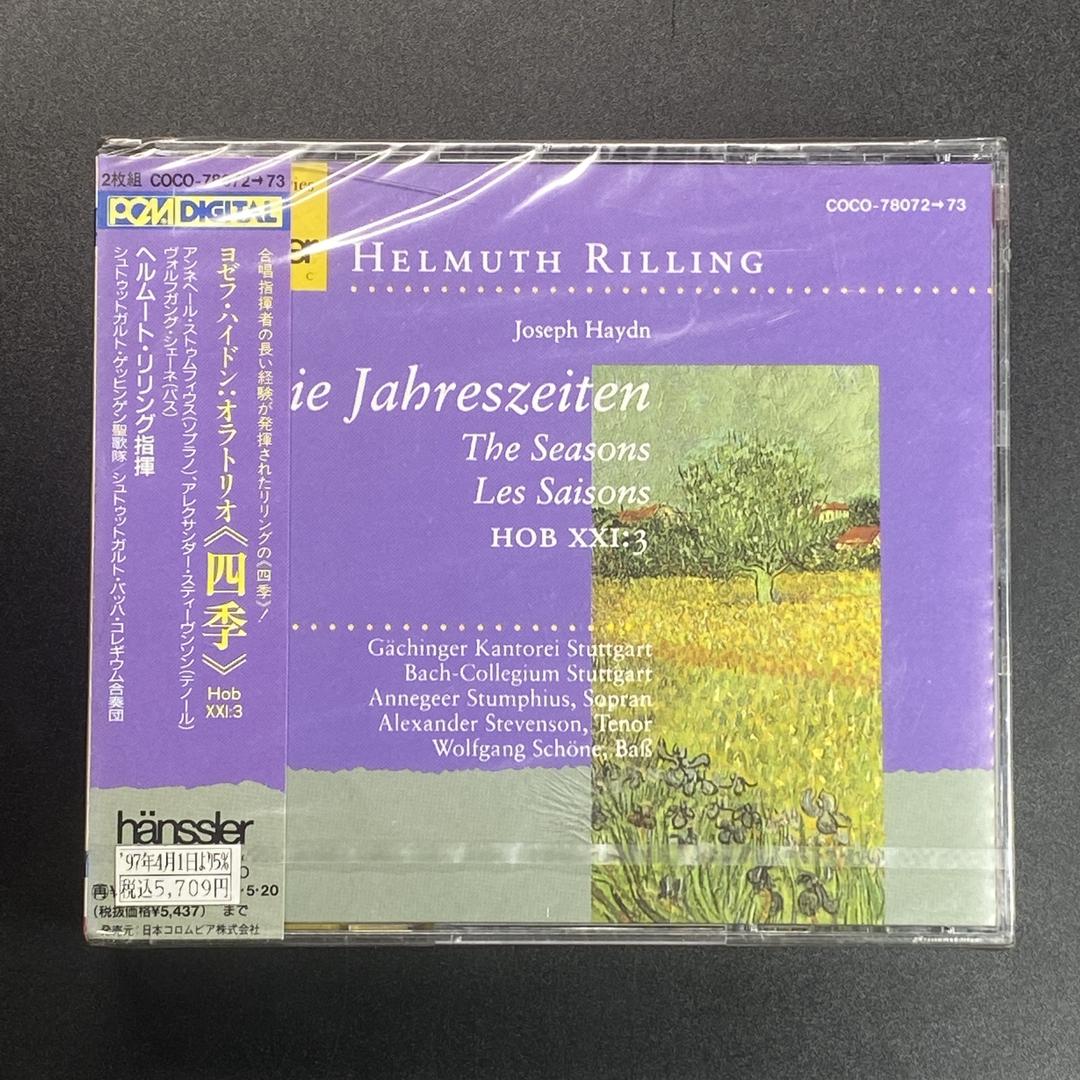 2枚組 COCO-78072→73
PCM DIGITAL
合唱指揮者の長い経験が発揮されたリリングの《四季》!
ヨゼフ・ハイドン:オラトリオ《四季》 Hob XXI:3
アンネゲール・ストゥムフィウス(ソプラノ)、アレクサンダー・スティーヴンソン(テノール)
ヴォルフガング・シェーネ(バス)
ヘルムート・リリング指揮
シュトゥットガルト・ゲッヒンゲン聖歌隊/シュトゥットガルト・バッハ・コレギウム合奏団
hänssler
'97年4月1日より5%
税込5,709円
再
5·20
(税抜価格¥5,437) まで
発売元:日本コロムビア株式会社
COCO-78072→73
HELMUTH RILLING
Joseph Haydn
ie Jahreszeiten
The Seasons
Les Saisons
HOB XXI:3
Gächinger Kantorei Stuttgart
Bach-Collegium Stuttgart
Annegeer Stumphius, Sopran
Alexander Stevenson, Tenor
Wolfgang Schöne, Baß